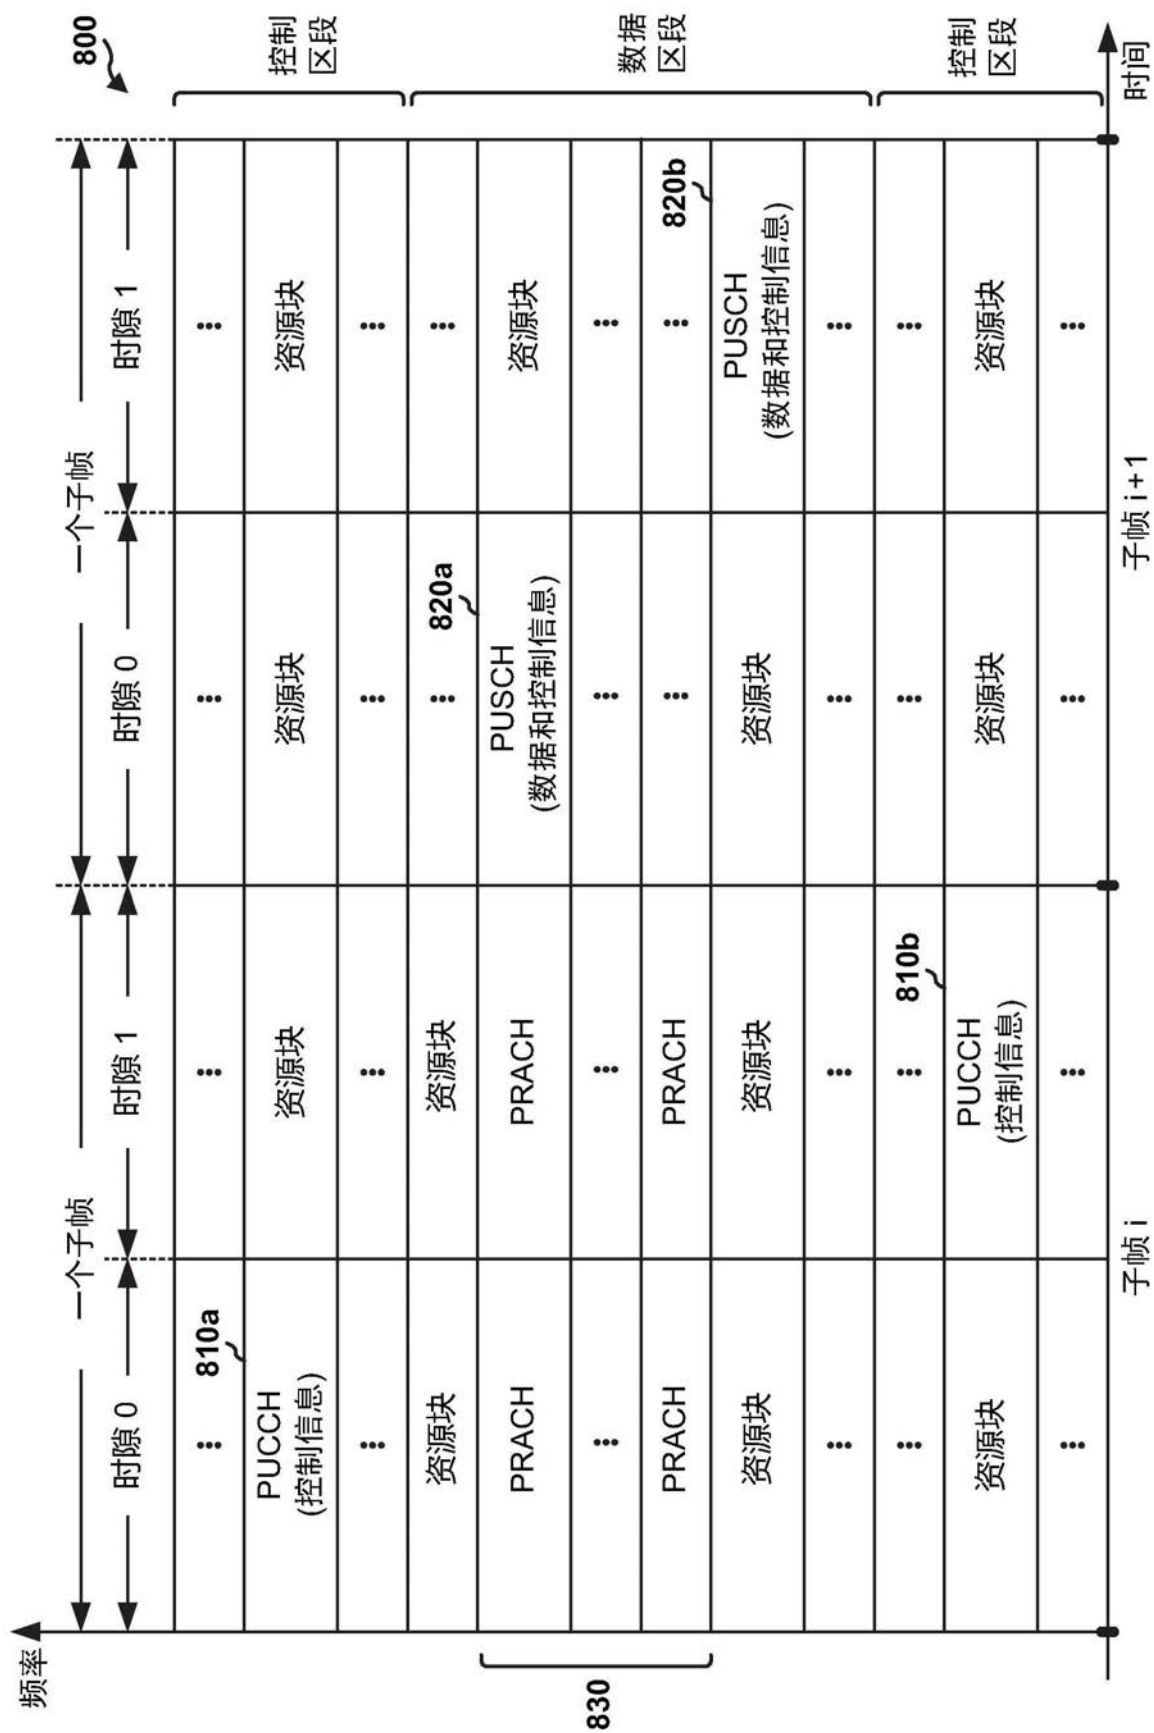 频率
一个子帧
一个子帧
800
时隙 0
时隙 1
时隙 0
时隙 1
810a
...
...
...
...
PUCCH
(控制信息)
资源块
资源块
资源块
控制
区段
...
...
...
...
资源块
资源块
...
820a
...
PRACH
PRACH
PUSCH
(数据和控制信息)
资源块
830
...
...
...
...
数据
区段
PRACH
PRACH
...
...
820b
资源块
资源块
资源块
PUSCH
(数据和控制信息)
...
...
...
...
...
...
810b
...
...
资源块
PUCCH
(控制信息)
资源块
资源块
控制
区段
...
...
...
...
子帧 i
子帧 i+1
时间